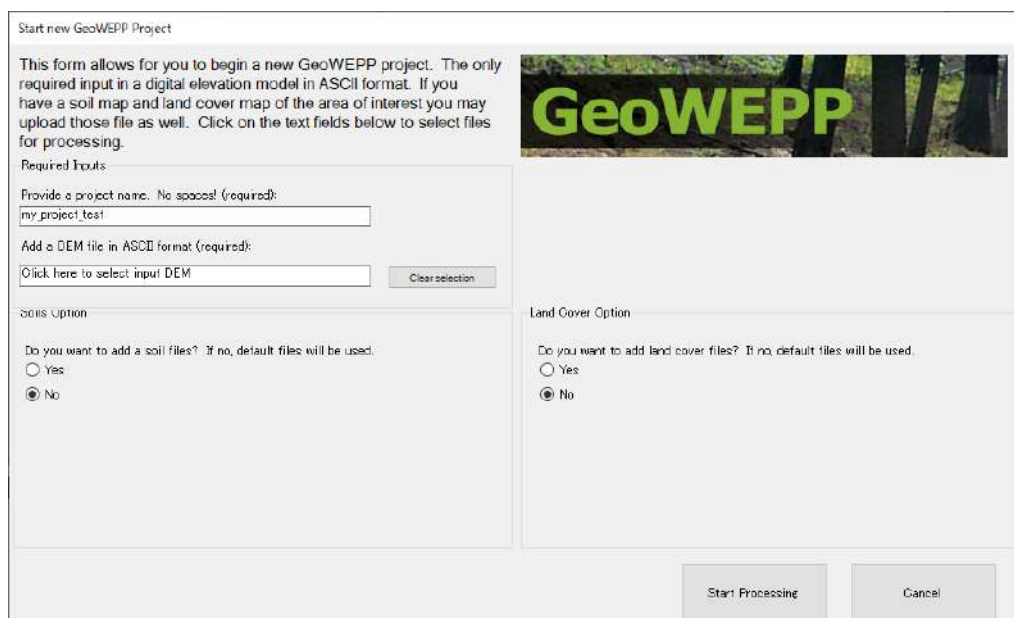 Start new GeoWEPP Project
This form allows for you to begin a new GeoWEPP project. The only
required input in a digital elevation model in ASCII format. If you
have a soil map and land cover map of the area of interest you may
upload those file as well. Click on the text fields below to select files
for processing.
GeoWEPP
Required Inputs
Provide a project name. No spaces! (required):
my_project_test
Add a DEM file in ASCII format (required):
Click here to select input DEM
Clear selection
Soils Option
Do you want to add a soil files? If no, default files will be used.
Yes
No
Land Cover Option
Do you want to add land cover files? If no, default files will be used.
Yes
No
Start Processing
Cancel